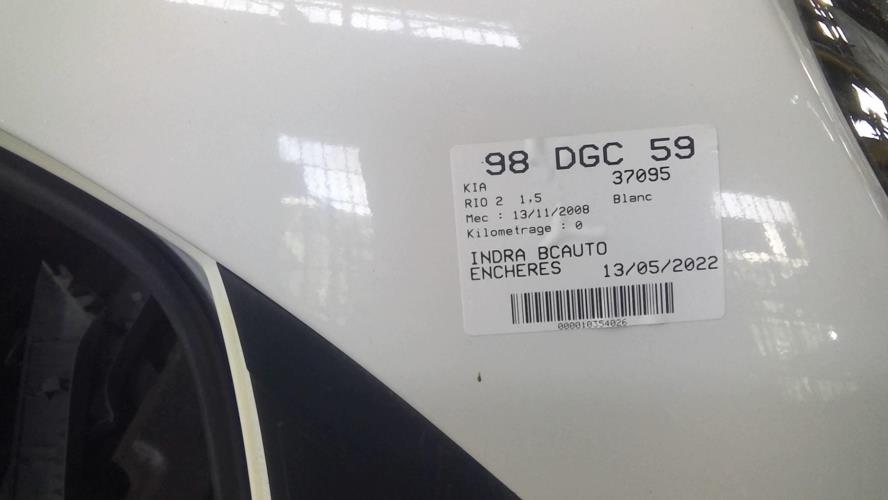 98 DGC 59
KIA 37095
RIO 2 1,5 Blanc
Mec : 13/11/2008
Kilometrage : 0
INDRA BCAUTO
ENCHERES 13/05/2022
000010354026